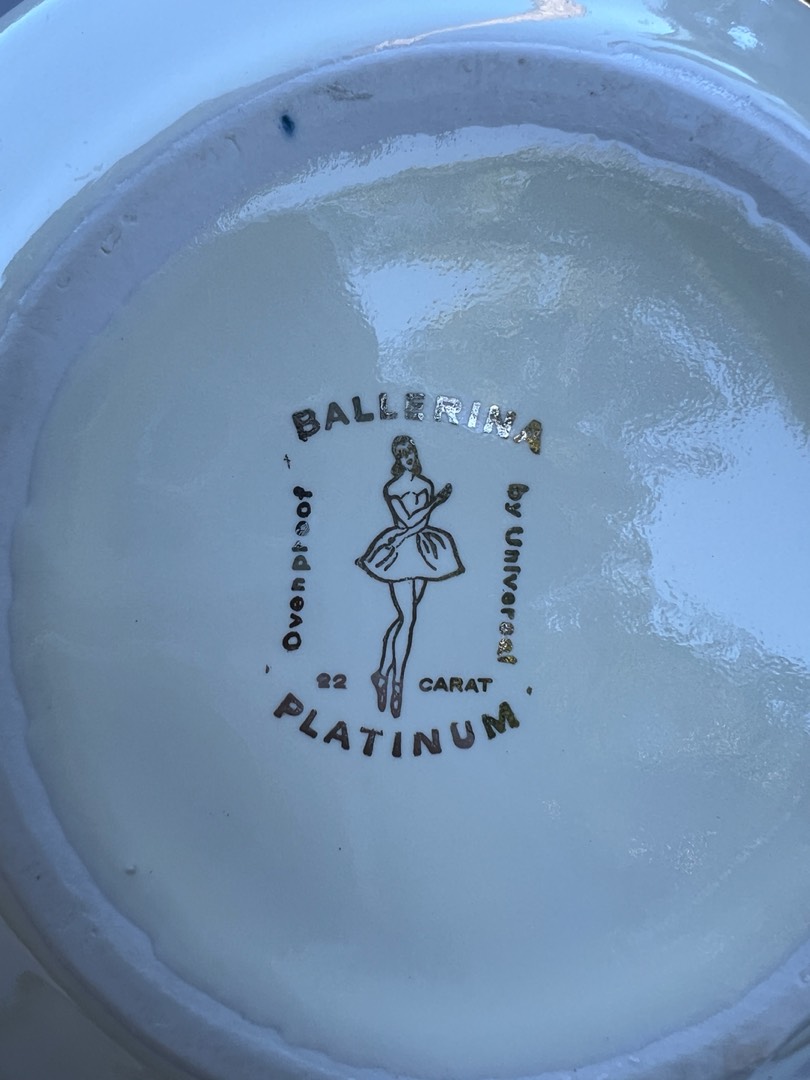 BALLERINA
Ovenproof
by Universal
22 CARAT
PLATINUM